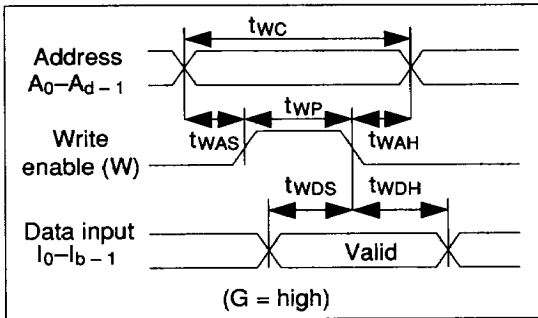 tWC
Address
A0–Ad – 1
tWP
tWAS
tWAH
Write
enable (W)
tWDS
tWDH
Data input
I0–Ib – 1
Valid
(G = high)